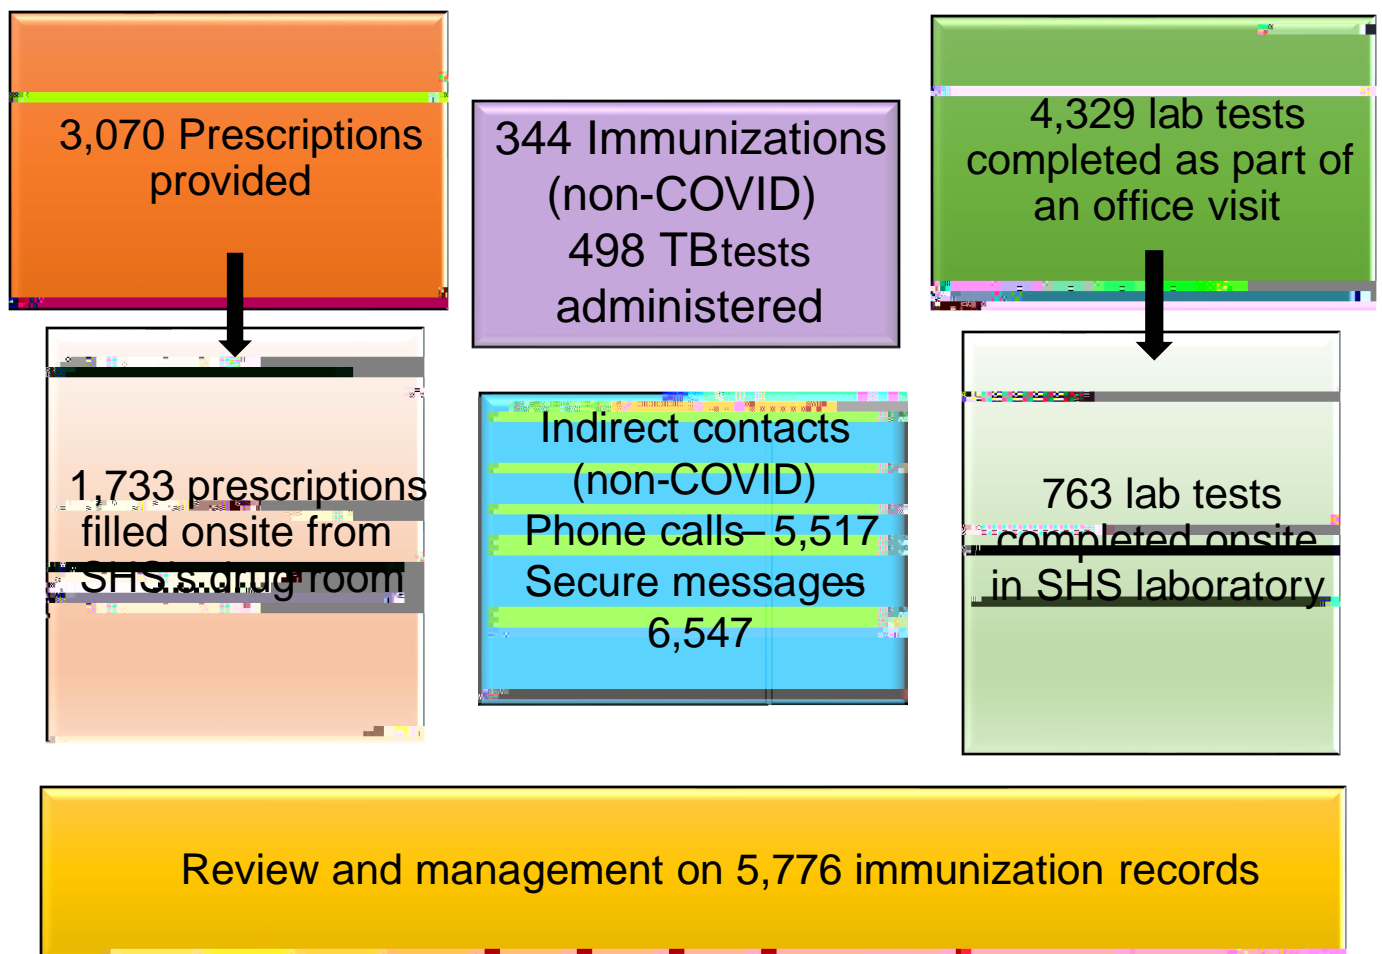 3,070 Prescriptions
provided
344 Immunizations
(non-COVID)
498 TB tests
administered
4,329 lab tests
completed as part of
an office visit
1,733 prescriptions
filled onsite from
SHS's drug room
Indirect contacts
(non-COVID)
Phone calls– 5,517
Secure messages–
6,547
763 lab tests
completed onsite
in SHS laboratory
Review and management on 5,776 immunization records